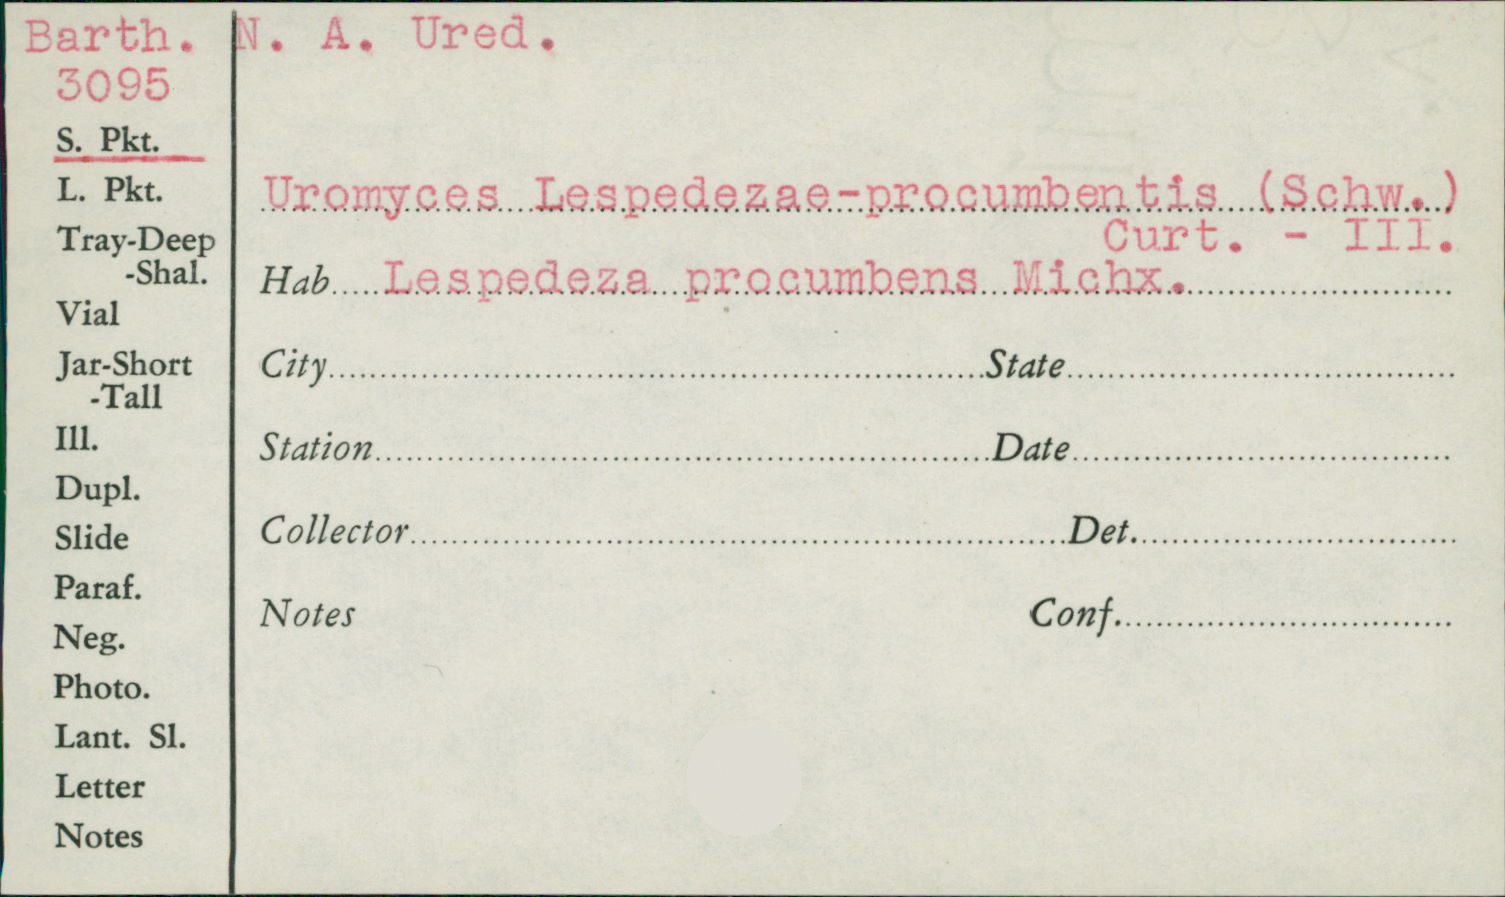 Barth. N. A. Ured.
3095
S. Pkt.
L. Pkt.
Tray-Deep
-Shal.
Vial
Jar-Short
-Tall
Ill.
Dupl.
Slide
Paraf.
Neg.
Photo.
Lant. Sl.
Letter
Notes
Uromyces Lespedezae-procumbentis (Schw.)
Curt. - III.
Hab Lespedeza procumbens Michx.
City State
Station Date
Collector Det.
Notes Conf.